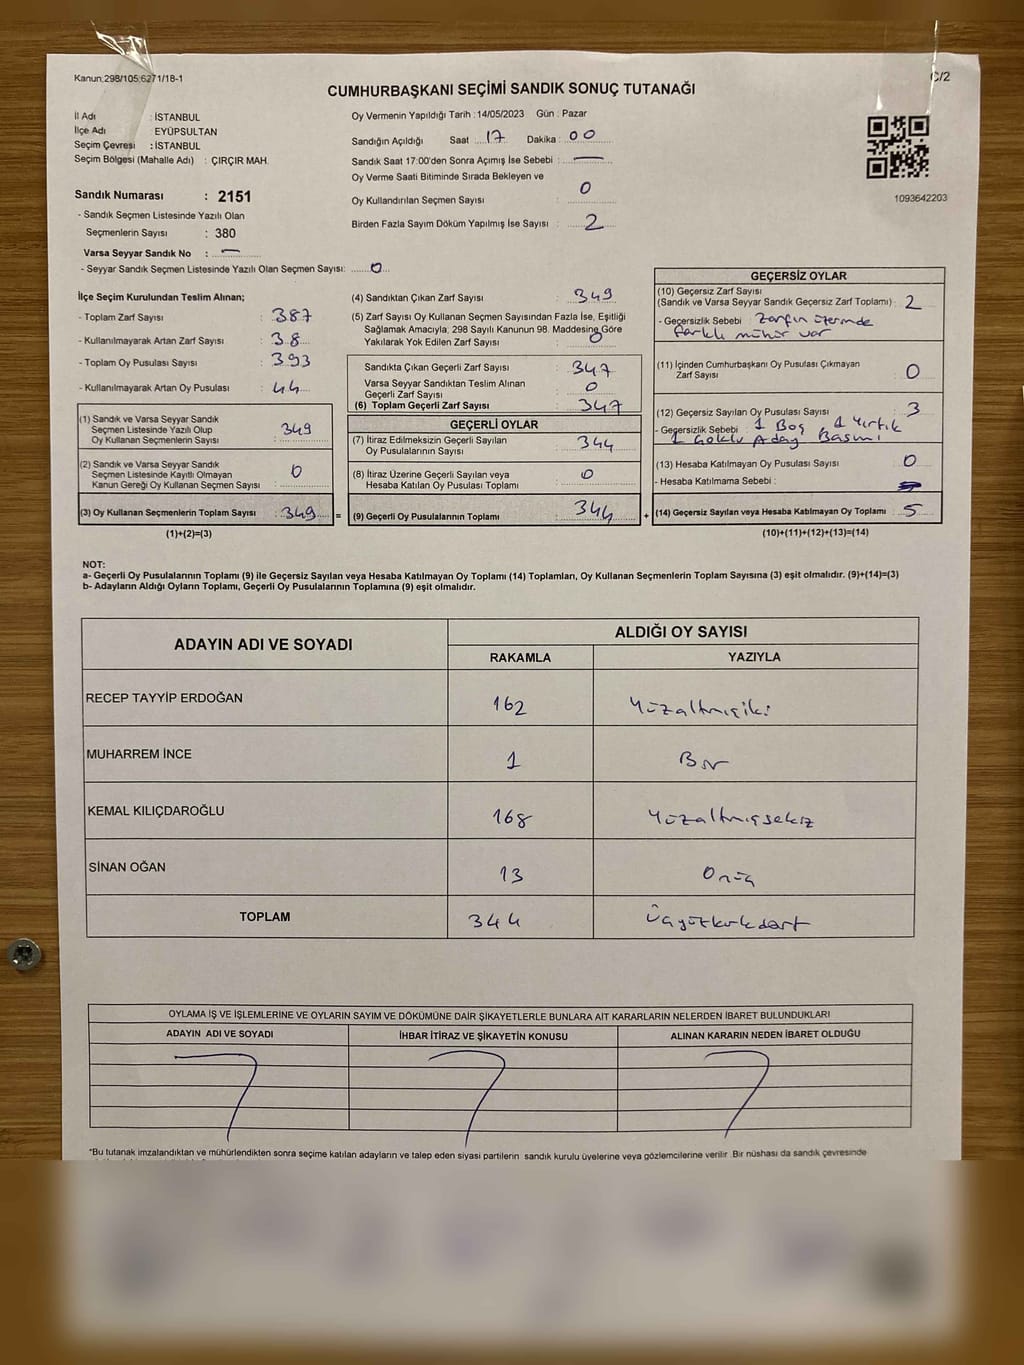 Kanun:298/105;6271/18-1
C/2
CUMHURBAŞKANI SEÇİMİ SANDIK SONUÇ TUTANAĞI
İl Adı : İSTANBUL
İlçe Adı EYÜPSULTAN
Seçim Çevresi : İSTANBUL
Seçim Bölgesi (Mahalle Adı) : ÇIRÇIR MAH.
Sandık Numarası : 2151
- Sandık Seçmen Listesinde Yazılı Olan
Seçmenlerin Sayısı : 380
Varsa Seyyar Sandık No : —
- Seyyar Sandık Seçmen Listesinde Yazılı Olan Seçmen Sayısı: 0
Oy Vermenin Yapıldığı Tarih : 14/05/2023 Gün : Pazar
Sandığın Açıldığı Saat 17 Dakika : 00
Sandık Saat 17:00'den Sonra Açımış İse Sebebi : —
Oy Verme Saati Bitiminde Sırada Bekleyen ve
Oy Kullandırılan Seçmen Sayısı : 0
Birden Fazla Sayım Döküm Yapılmış İse Sayısı : 2
1093642203
İlçe Seçim Kurulundan Teslim Alınan;
- Toplam Zarf Sayısı : 387
- Kullanılmayarak Artan Zarf Sayısı : 38
- Toplam Oy Pusulası Sayısı : 393
- Kullanılmayarak Artan Oy Pusulası : 44
(1) Sandık ve Varsa Seyyar Sandık
Seçmen Listesinde Yazılı Olup
Oy Kullanan Seçmenlerin Sayısı : 349
(2) Sandık ve Varsa Seyyar Sandık
Seçmen Listesinde Kayıtlı Olmayan
Kanun Gereği Oy Kullanan Seçmen Sayısı : 0
(3) Oy Kullanan Seçmenlerin Toplam Sayısı : 349 =
(1)+(2)=(3)
(4) Sandıktan Çıkan Zarf Sayısı : 349
(5) Zarf Sayısı Oy Kullanan Seçmen Sayısından Fazla İse, Eşitliği
Sağlamak Amacıyla, 298 Sayılı Kanunun 98. Maddesine Göre
Yakılarak Yok Edilen Zarf Sayısı : 0
Sandıkta Çıkan Geçerli Zarf Sayısı : 347
Varsa Seyyar Sandıktan Teslim Alınan
Geçerli Zarf Sayısı : 0
(6) Toplam Geçerli Zarf Sayısı : 347
GEÇERLİ OYLAR
(7) İtiraz Edilmeksizin Geçerli Sayılan
Oy Pusulalarının Sayısı : 344
(8) İtiraz Üzerine Geçerli Sayılan veya
Hesaba Katılan Oy Pusulası Toplamı : 0
(9) Geçerli Oy Pusulalarının Toplamı : 344 +
GEÇERSİZ OYLAR
(10) Geçersiz Zarf Sayısı
(Sandık ve Varsa Seyyar Sandık Geçersiz Zarf Toplamı) : 2
- Geçersizlik Sebebi : Zarfın üzerinde
farklı mühür var
(11) İçinden Cumhurbaşkanı Oy Pusulası Çıkmayan
Zarf Sayısı : 0
(12) Geçersiz Sayılan Oy Pusulası Sayısı : 3
- Geçersizlik Sebebi : 1 Boş 1 Yırtık
1 Çoklu Aday Basımı
(13) Hesaba Katılmayan Oy Pusulası Sayısı : 0
- Hesaba Katılmama Sebebi :
(14) Geçersiz Sayılan veya Hesaba Katılmayan Oy Toplamı : 5
(10)+(11)+(12)+(13)=(14)
NOT:
a- Geçerli Oy Pusulalarının Toplamı (9) ile Geçersiz Sayılan veya Hesaba Katılmayan Oy Toplamı (14) Toplamları, Oy Kullanan Seçmenlerin Toplam Sayısına (3) eşit olmalıdır. (9)+(14)=(3)
b- Adayların Aldığı Oyların Toplamı, Geçerli Oy Pusulalarının Toplamına (9) eşit olmalıdır.
ADAYIN ADI VE SOYADI
ALDIĞI OY SAYISI
RAKAMLA YAZIYLA
RECEP TAYYİP ERDOĞAN 162 Yüzaltmışiki
MUHARREM İNCE 1 Bir
KEMAL KILIÇDAROĞLU 168 Yüzaltmışsekiz
SİNAN OĞAN 13 Onüç
TOPLAM 344 Üçyüzkırkdört
OYLAMA İŞ VE İŞLEMLERİNE VE OYLARIN SAYIM VE DÖKÜMÜNE DAİR ŞİKAYETLERLE BUNLARA AİT KARARLARIN NELERDEN İBARET BULUNDUKLARI
ADAYIN ADI VE SOYADI İHBAR İTİRAZ VE ŞİKAYETİN KONUSU ALINAN KARARIN NEDEN İBARET OLDUĞU
*Bu tutanak imzalandıktan ve mühürlendikten sonra seçime katılan adayların ve talep eden siyasi partilerin sandık kurulu üyelerine veya gözlemcilerine verilir. Bir nüshası da sandık çevresinde